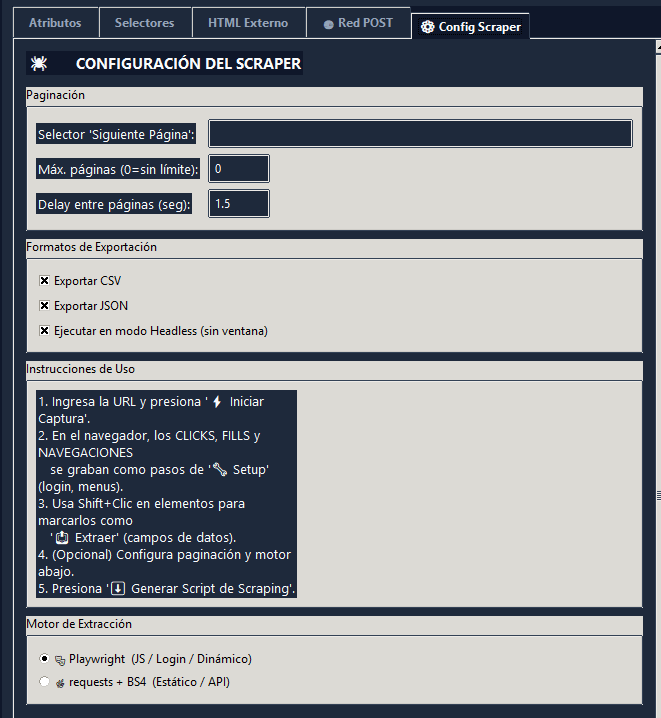 Atributos Selectores HTML Externo Red POST Config Scraper
CONFIGURACIÓN DEL SCRAPER
Paginación
Selector 'Siguiente Página':
Máx. páginas (0=sin límite): 0
Delay entre páginas (seg): 1.5
Formatos de Exportación
Exportar CSV
Exportar JSON
Ejecutar en modo Headless (sin ventana)
Instrucciones de Uso
1. Ingresa la URL y presiona '⚡ Iniciar
Captura'.
2. En el navegador, los CLICKS, FILLS y
NAVEGACIONES
se graban como pasos de '🔧 Setup'
(login, menus).
3. Usa Shift+Clic en elementos para
marcarlos como
'📤 Extraer' (campos de datos).
4. (Opcional) Configura paginación y motor
abajo.
5. Presiona '⬇ Generar Script de Scraping'.
Motor de Extracción
🎭 Playwright (JS / Login / Dinámico)
requests + BS4 (Estático / API)